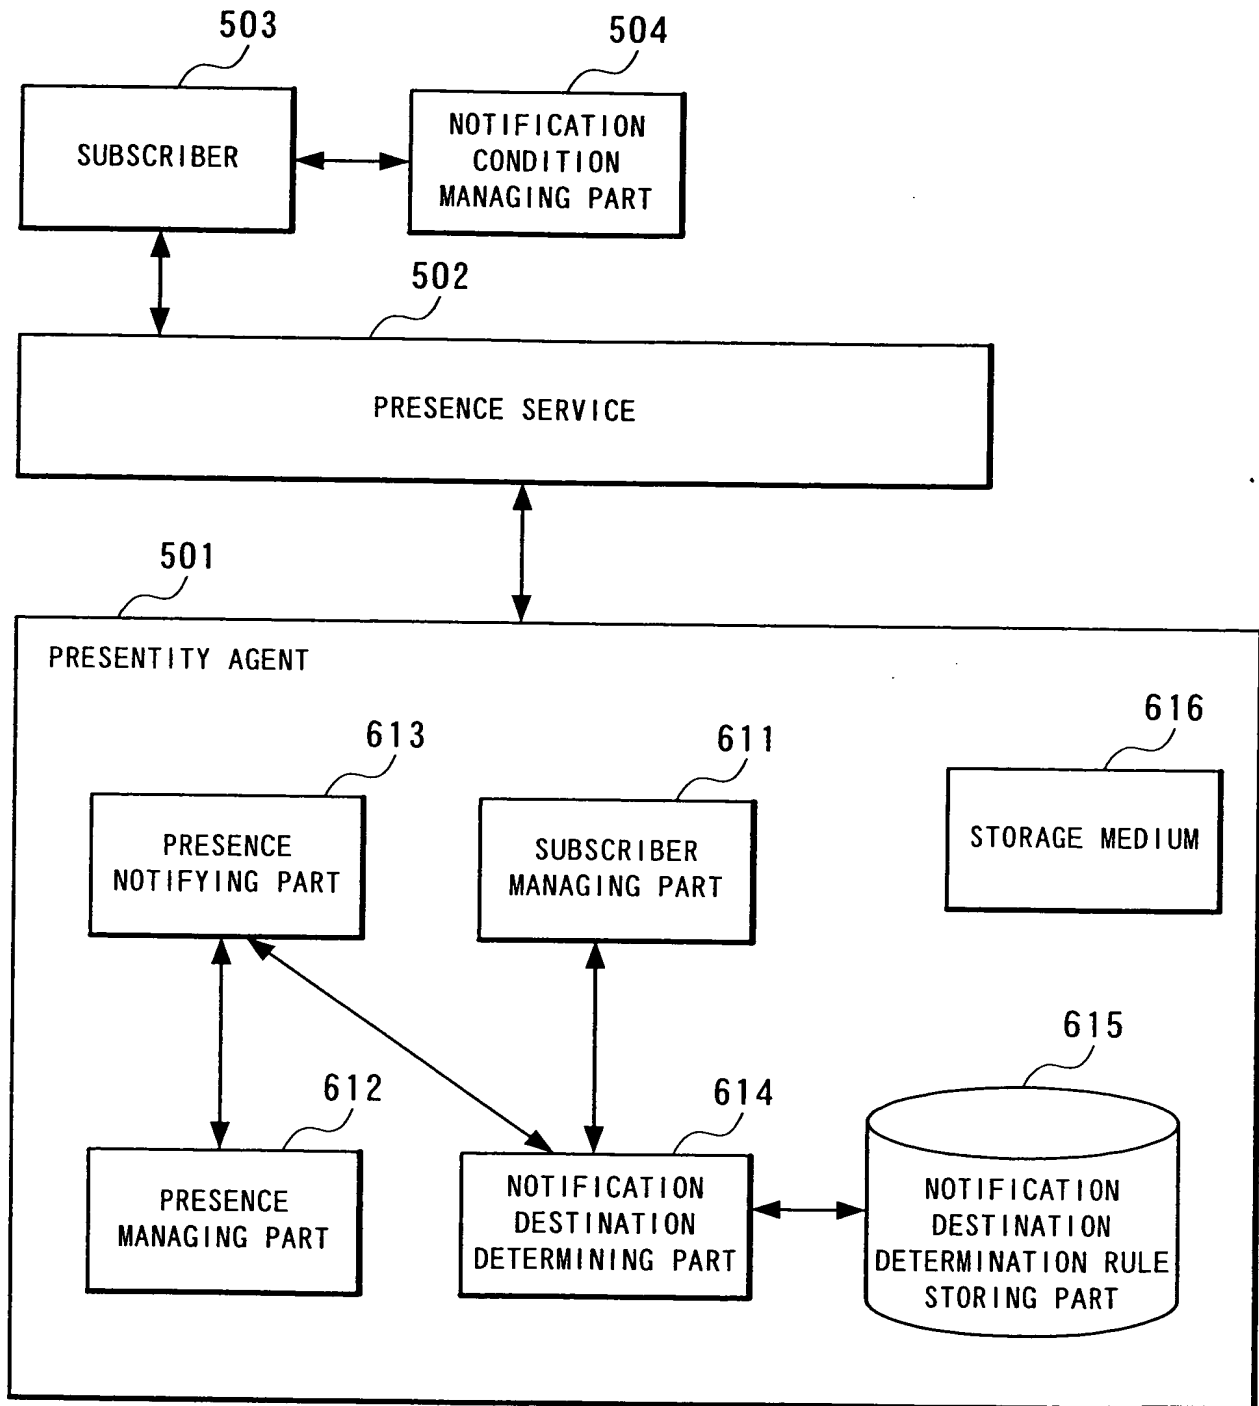 503
504
SUBSCRIBER
NOTIFICATION
CONDITION
MANAGING PART
502
PRESENCE SERVICE
501
PRESENTITY AGENT
613
611
616
PRESENCE
NOTIFYING PART
SUBSCRIBER
MANAGING PART
STORAGE MEDIUM
612
614
615
PRESENCE
MANAGING PART
NOTIFICATION
DESTINATION
DETERMINING PART
NOTIFICATION
DESTINATION
DETERMINATION RULE
STORING PART